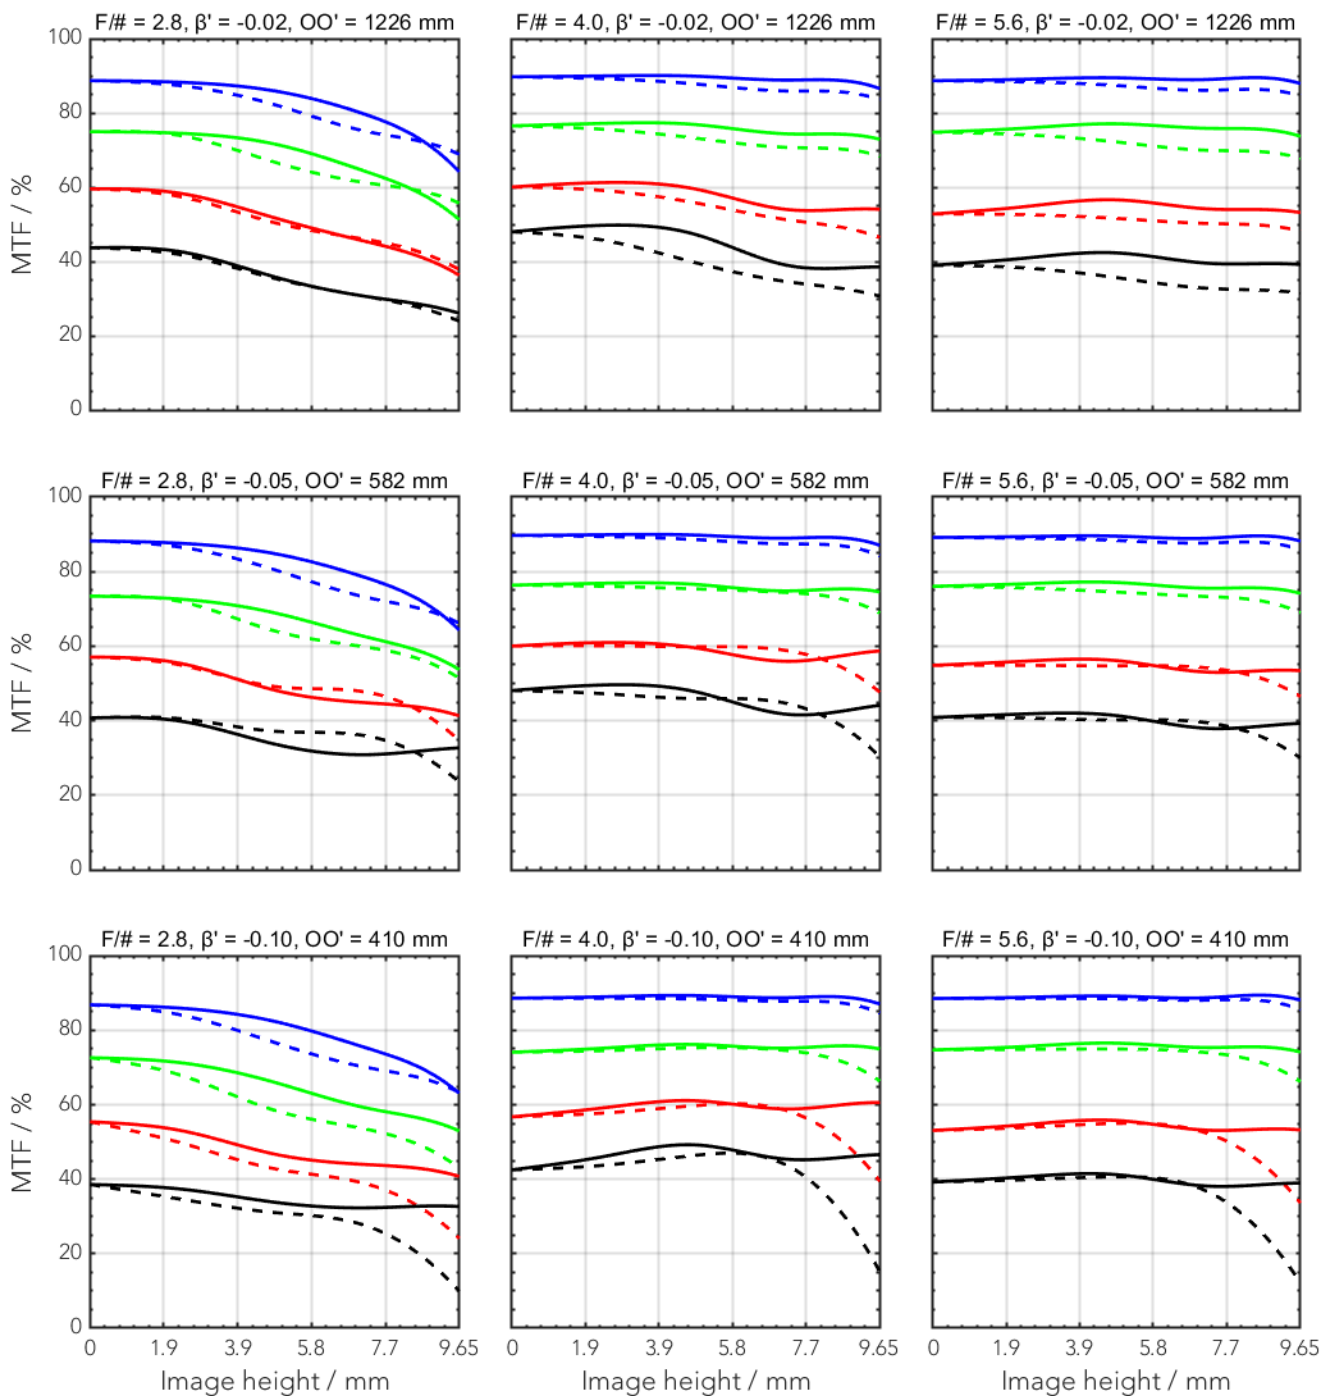 F/# = 2.8, β' = -0.02, OO' = 1226 mm
F/# = 4.0, β' = -0.02, OO' = 1226 mm
F/# = 5.6, β' = -0.02, OO' = 1226 mm
100
80
60
40
20
0
MTF / %
F/# = 2.8, β' = -0.05, OO' = 582 mm
F/# = 4.0, β' = -0.05, OO' = 582 mm
F/# = 5.6, β' = -0.05, OO' = 582 mm
100
80
60
40
20
0
MTF / %
F/# = 2.8, β' = -0.10, OO' = 410 mm
F/# = 4.0, β' = -0.10, OO' = 410 mm
F/# = 5.6, β' = -0.10, OO' = 410 mm
100
80
60
40
20
0
MTF / %
0 1.9 3.9 5.8 7.7 9.65
0 1.9 3.9 5.8 7.7 9.65
0 1.9 3.9 5.8 7.7 9.65
Image height / mm
Image height / mm
Image height / mm